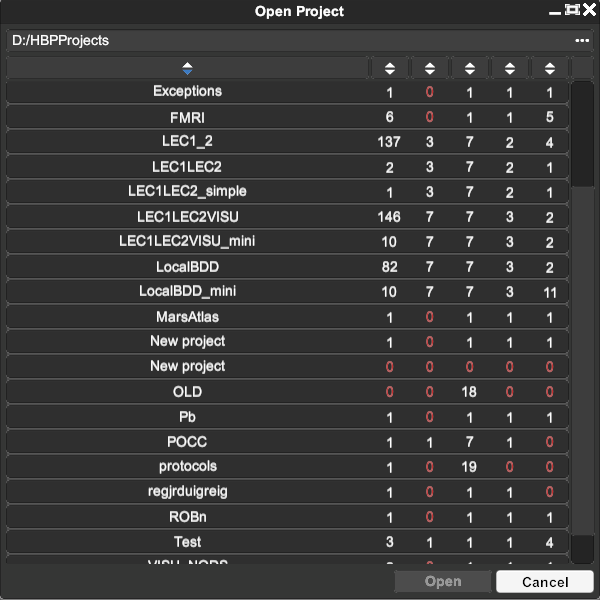 Open Project
D:/HBPProjects ...
Exceptions 1 0 1 1 1
FMRI 6 0 1 1 5
LEC1_2 137 3 7 2 4
LEC1LEC2 2 3 7 2 1
LEC1LEC2_simple 1 3 7 2 1
LEC1LEC2VISU 146 7 7 3 2
LEC1LEC2VISU_mini 10 7 7 3 2
LocalBDD 82 7 7 3 2
LocalBDD_mini 10 7 7 3 11
MarsAtlas 1 0 1 1 1
New project 1 0 1 1 1
New project 0 0 0 0 0
OLD 0 0 18 0 0
Pb 1 0 1 1 1
POCC 1 1 7 1 0
protocols 1 0 19 0 0
regjrduigreig 1 0 1 1 0
ROBn 1 0 1 1 1
Test 3 1 1 1 4
Open Cancel